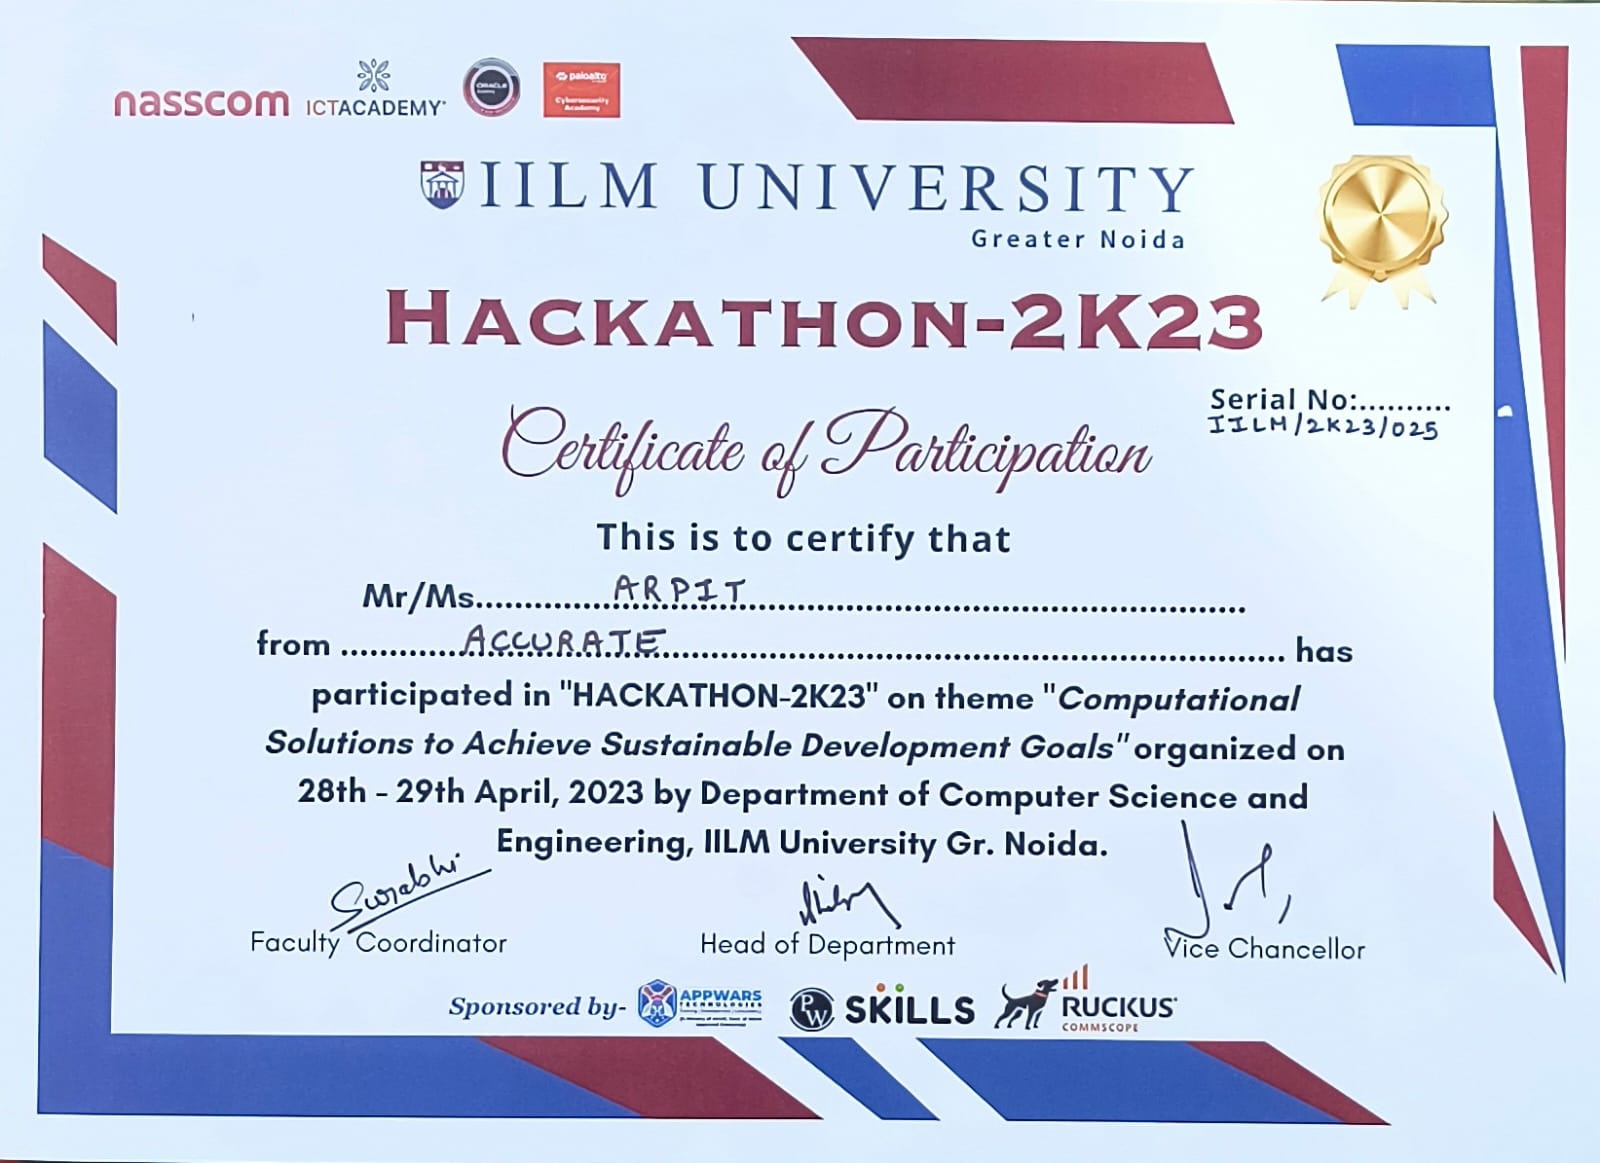 nasscom ICTACADEMY ORACLE Academy paloalto Cybersecurity Academy
IILM UNIVERSITY
Greater Noida
HACKATHON-2K23
Serial No:..........
IILM/2K23/025
Certificate of Participation
This is to certify that
Mr/Ms. ARPIT
from ACCURATE has
participated in "HACKATHON-2K23" on theme "Computational
Solutions to Achieve Sustainable Development Goals" organized on
28th - 29th April, 2023 by Department of Computer Science and
Engineering, IILM University Gr. Noida.
Surabhi
Faculty Coordinator Head of Department Vice Chancellor
Sponsored by- APPWARS TECHNOLOGIES PW SKILLS RUCKUS COMMSCOPE